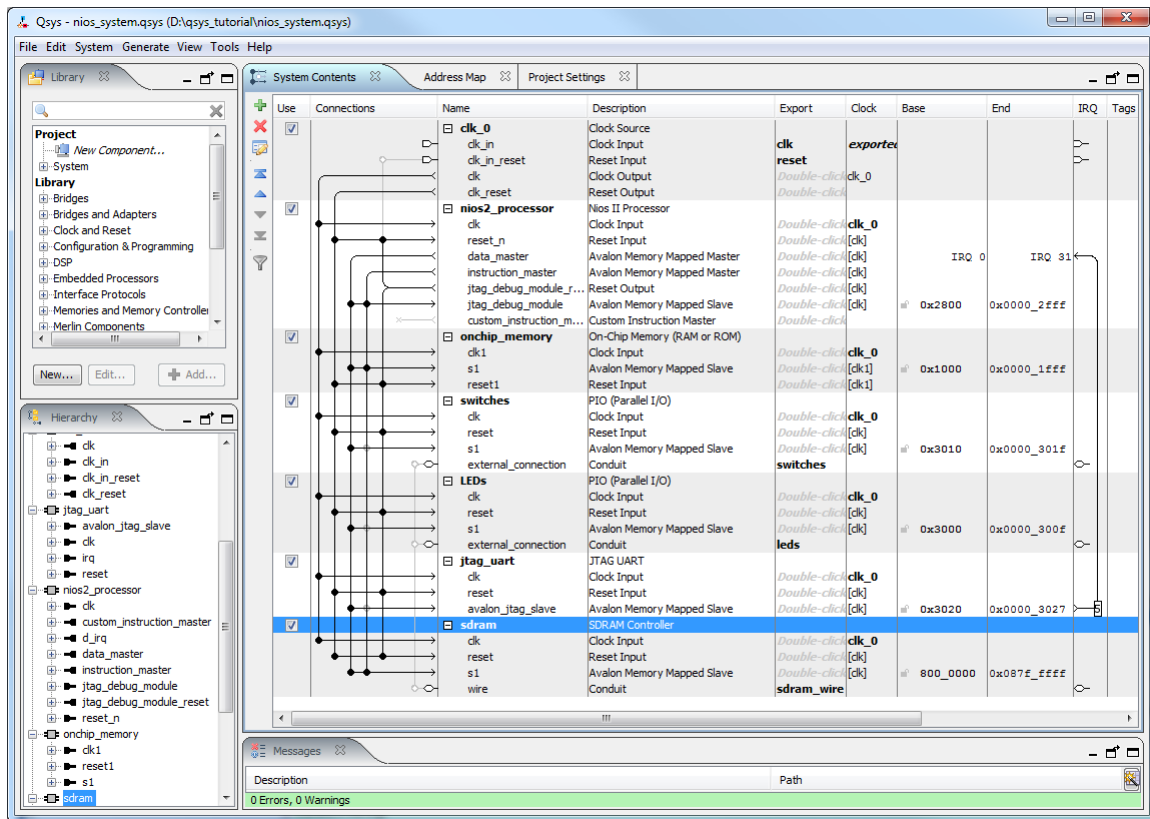 Qsys - nios_system.qsys (D:\qsys_tutorial\nios_system.qsys)
File Edit System Generate View Tools Help
Library
Project
New Component...
System
Library
Bridges
Bridges and Adapters
Clock and Reset
Configuration & Programming
DSP
Embedded Processors
Interface Protocols
Memories and Memory Controller
Merlin Components
New... Edit... Add...
Hierarchy
clk
clk_in
clk_in_reset
clk_reset
jtag_uart
avalon_jtag_slave
clk
irq
reset
nios2_processor
clk
custom_instruction_master
d_irq
data_master
instruction_master
jtag_debug_module
jtag_debug_module_reset
reset_n
onchip_memory
clk1
reset1
s1
sdram
System Contents Address Map Project Settings
Use Connections Name Description Export Clock Base End IRQ Tags
clk_0 Clock Source
clk_in Clock Input clk exported
clk_in_reset Reset Input reset
clk Clock Output Double-click clk_0
clk_reset Reset Output Double-click
nios2_processor Nios II Processor
clk Clock Input Double-click clk_0
reset_n Reset Input Double-click [clk]
data_master Avalon Memory Mapped Master Double-click [clk] IRQ 0 IRQ 31
instruction_master Avalon Memory Mapped Master Double-click [clk]
jtag_debug_module_r... Reset Output Double-click [clk]
jtag_debug_module Avalon Memory Mapped Slave Double-click [clk] 0x2800 0x0000_2fff
custom_instruction_m... Custom Instruction Master Double-click
onchip_memory On-Chip Memory (RAM or ROM)
clk1 Clock Input Double-click clk_0
s1 Avalon Memory Mapped Slave Double-click [clk1] 0x1000 0x0000_1fff
reset1 Reset Input Double-click [clk1]
switches PIO (Parallel I/O)
clk Clock Input Double-click clk_0
reset Reset Input Double-click [clk]
s1 Avalon Memory Mapped Slave Double-click [clk] 0x3010 0x0000_301f
external_connection Conduit switches
LEDs PIO (Parallel I/O)
clk Clock Input Double-click clk_0
reset Reset Input Double-click [clk]
s1 Avalon Memory Mapped Slave Double-click [clk] 0x3000 0x0000_300f
external_connection Conduit leds
jtag_uart JTAG UART
clk Clock Input Double-click clk_0
reset Reset Input Double-click [clk]
avalon_jtag_slave Avalon Memory Mapped Slave Double-click [clk] 0x3020 0x0000_3027 5
sdram SDRAM Controller
clk Clock Input Double-click clk_0
reset Reset Input Double-click [clk]
s1 Avalon Memory Mapped Slave Double-click [clk] 800_0000 0x087f_ffff
wire Conduit sdram_wire
Messages
Description Path
0 Errors, 0 Warnings